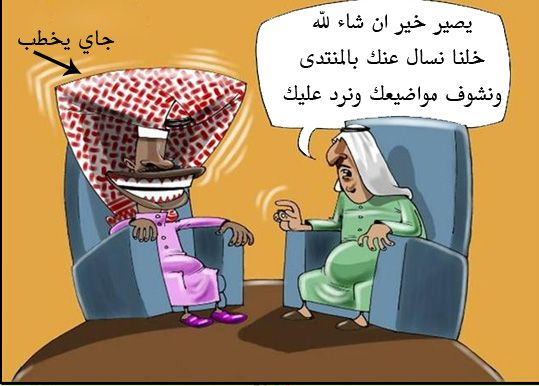 يصير خير ان شاء لله
خلنا نسال عنك بالمنتدى
ونشوف مواضيعك ونرد عليك
جاي يخطب